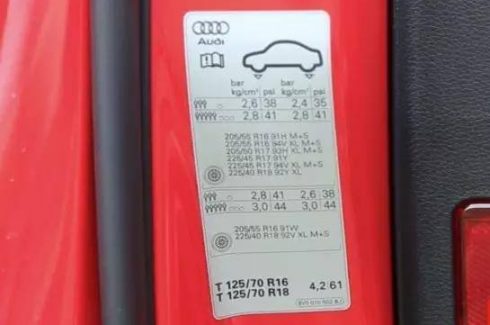 Audi
bar bar
kg/cm² psi kg/cm² psi
2,6 38 2,4 35
2,8 41 2,8 41
205/55 R16 91H M+S
205/55 R16 94V XL M+S
205/50 R17 93H XL M+S
225/45 R17 91Y
225/45 R17 94V XL M+S
225/40 R18 92Y XL
2,8 41 2,6 38
3,0 44 3,0 44
205/55 R16 91W
225/40 R18 92V XL M+S
T 125/70 R16 4,2 61
T 125/70 R18